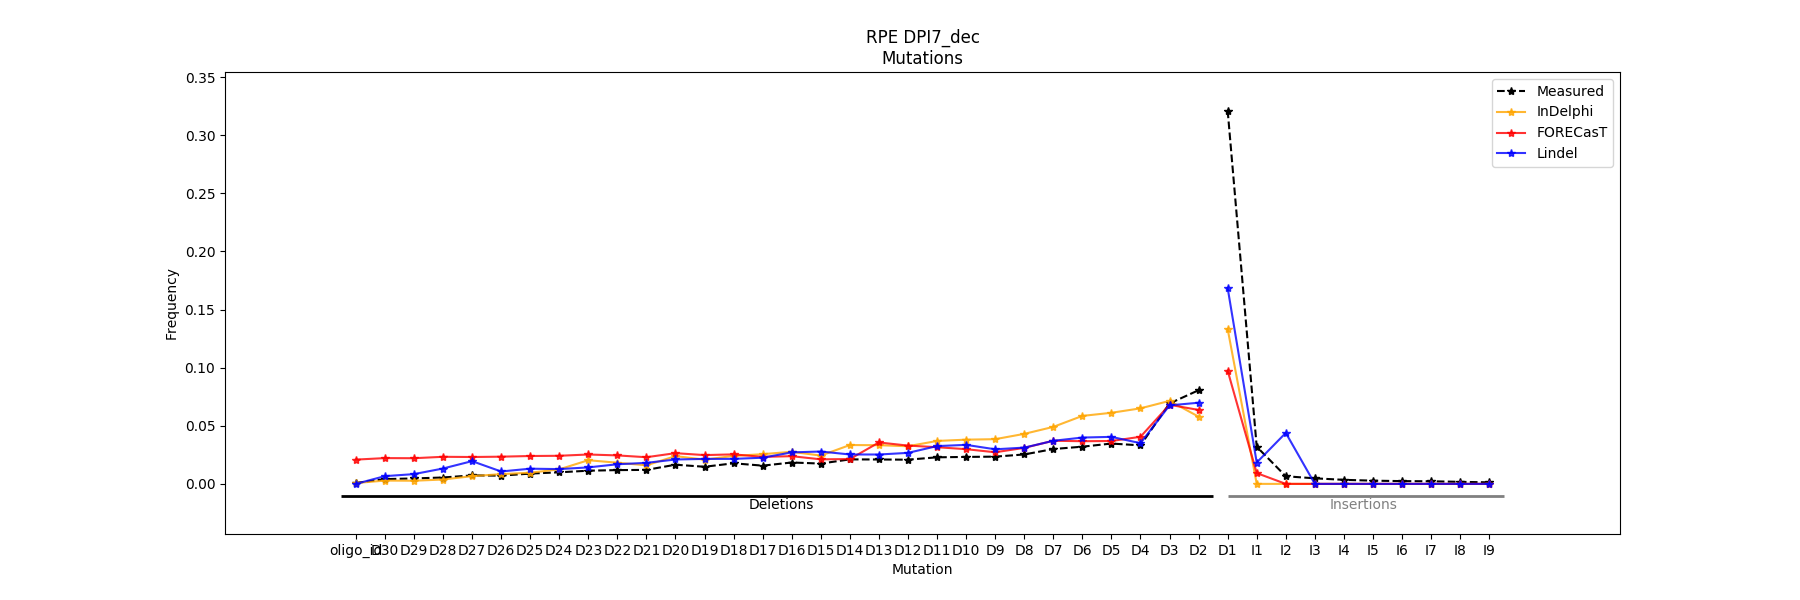 RPE DPI7_dec
Mutations
0.35
0.30
0.25
0.20
0.15
0.10
0.05
0.00
Frequency
Measured
InDelphi
FORECasT
Lindel
Deletions
Insertions
oligo_id D30 D29 D28 D27 D26 D25 D24 D23 D22 D21 D20 D19 D18 D17 D16 D15 D14 D13 D12 D11 D10 D9 D8 D7 D6 D5 D4 D3 D2 D1 I1 I2 I3 I4 I5 I6 I7 I8 I9
Mutation